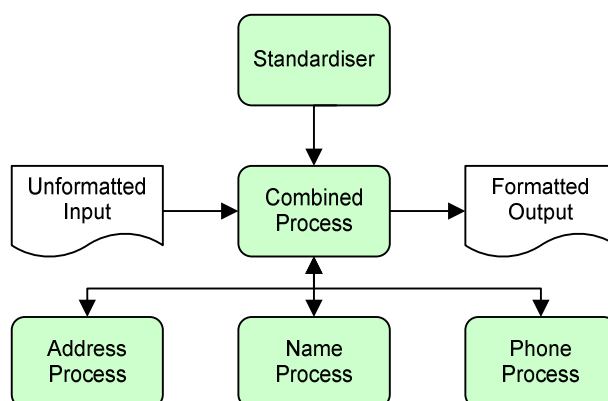 Standardiser
Unformatted
Input
Combined
Process
Formatted
Output
Address
Process
Name
Process
Phone
Process